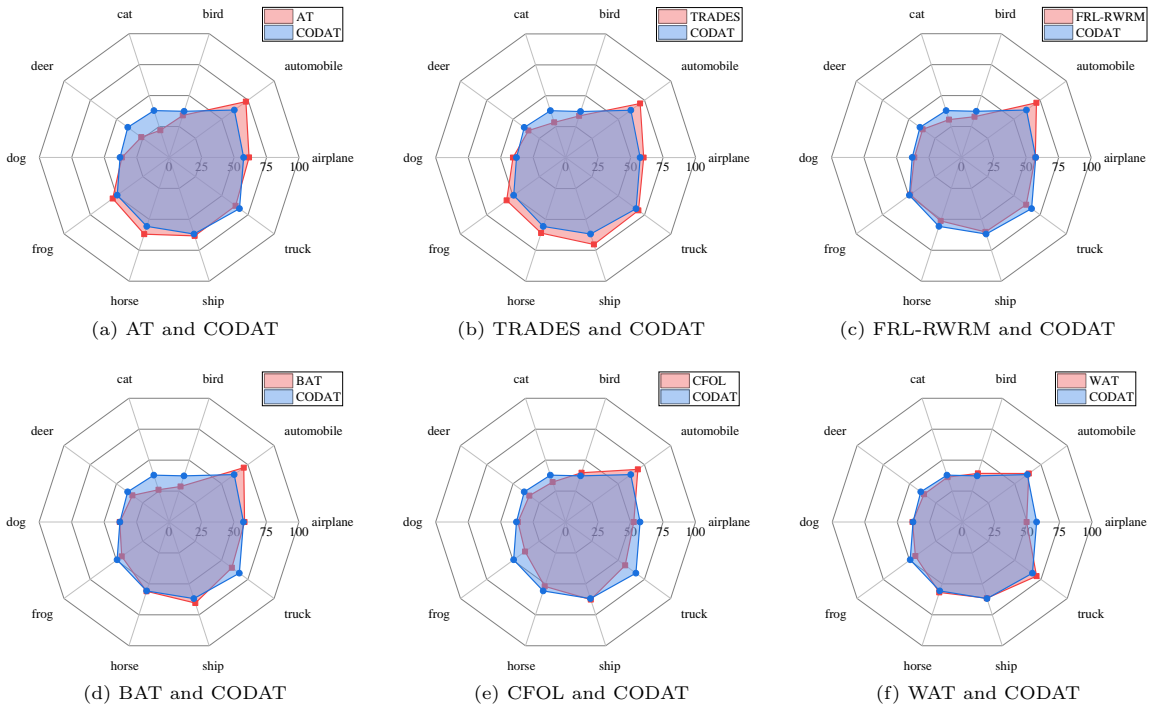 cat bird
AT
CODAT
deer automobile
dog 0 25 50 75 100 airplane
frog truck
horse ship
(a) AT and CODAT
cat bird
TRADES
CODAT
deer automobile
dog 0 25 50 75 100 airplane
frog truck
horse ship
(b) TRADES and CODAT
cat bird
FRL-RWRM
CODAT
deer automobile
dog 0 25 50 75 100 airplane
frog truck
horse ship
(c) FRL-RWRM and CODAT
cat bird
BAT
CODAT
deer automobile
dog 0 25 50 75 100 airplane
frog truck
horse ship
(d) BAT and CODAT
cat bird
CFOL
CODAT
deer automobile
dog 0 25 50 75 100 airplane
frog truck
horse ship
(e) CFOL and CODAT
cat bird
WAT
CODAT
deer automobile
dog 0 25 50 75 100 airplane
frog truck
horse ship
(f) WAT and CODAT